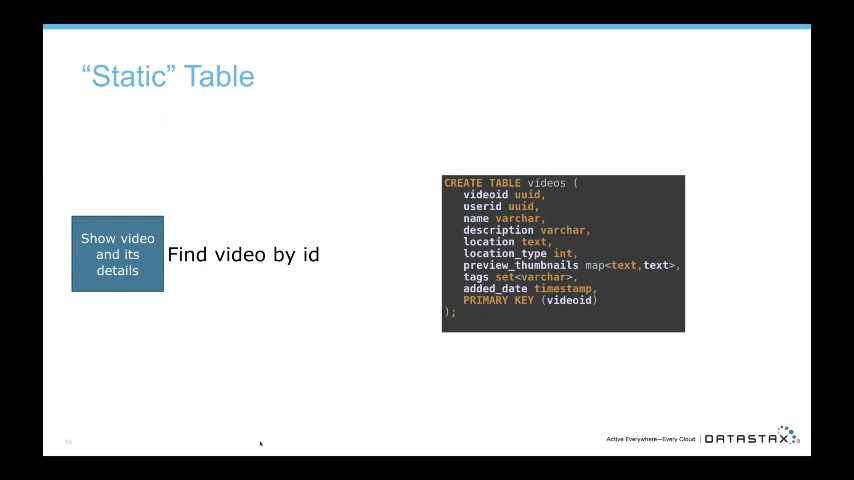 “Static” Table
Show video
and its
details
Find video by id
CREATE TABLE videos (
videoid uuid,
userid uuid,
name varchar,
description varchar,
location text,
location_type int,
preview_thumbnails map<text,text>,
tags set<varchar>,
added_date timestamp,
PRIMARY KEY (videoid)
);
Active Everywhere—Every Cloud | DATASTAX